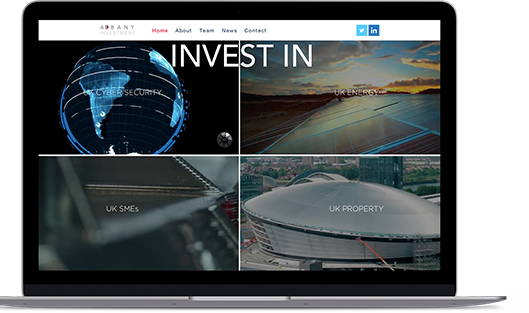 ALBANY
INVESTMENT
Home About Team News Contact
INVEST IN
UK CYBER SECURITY
UK ENERGY
UK SMEs
UK PROPERTY